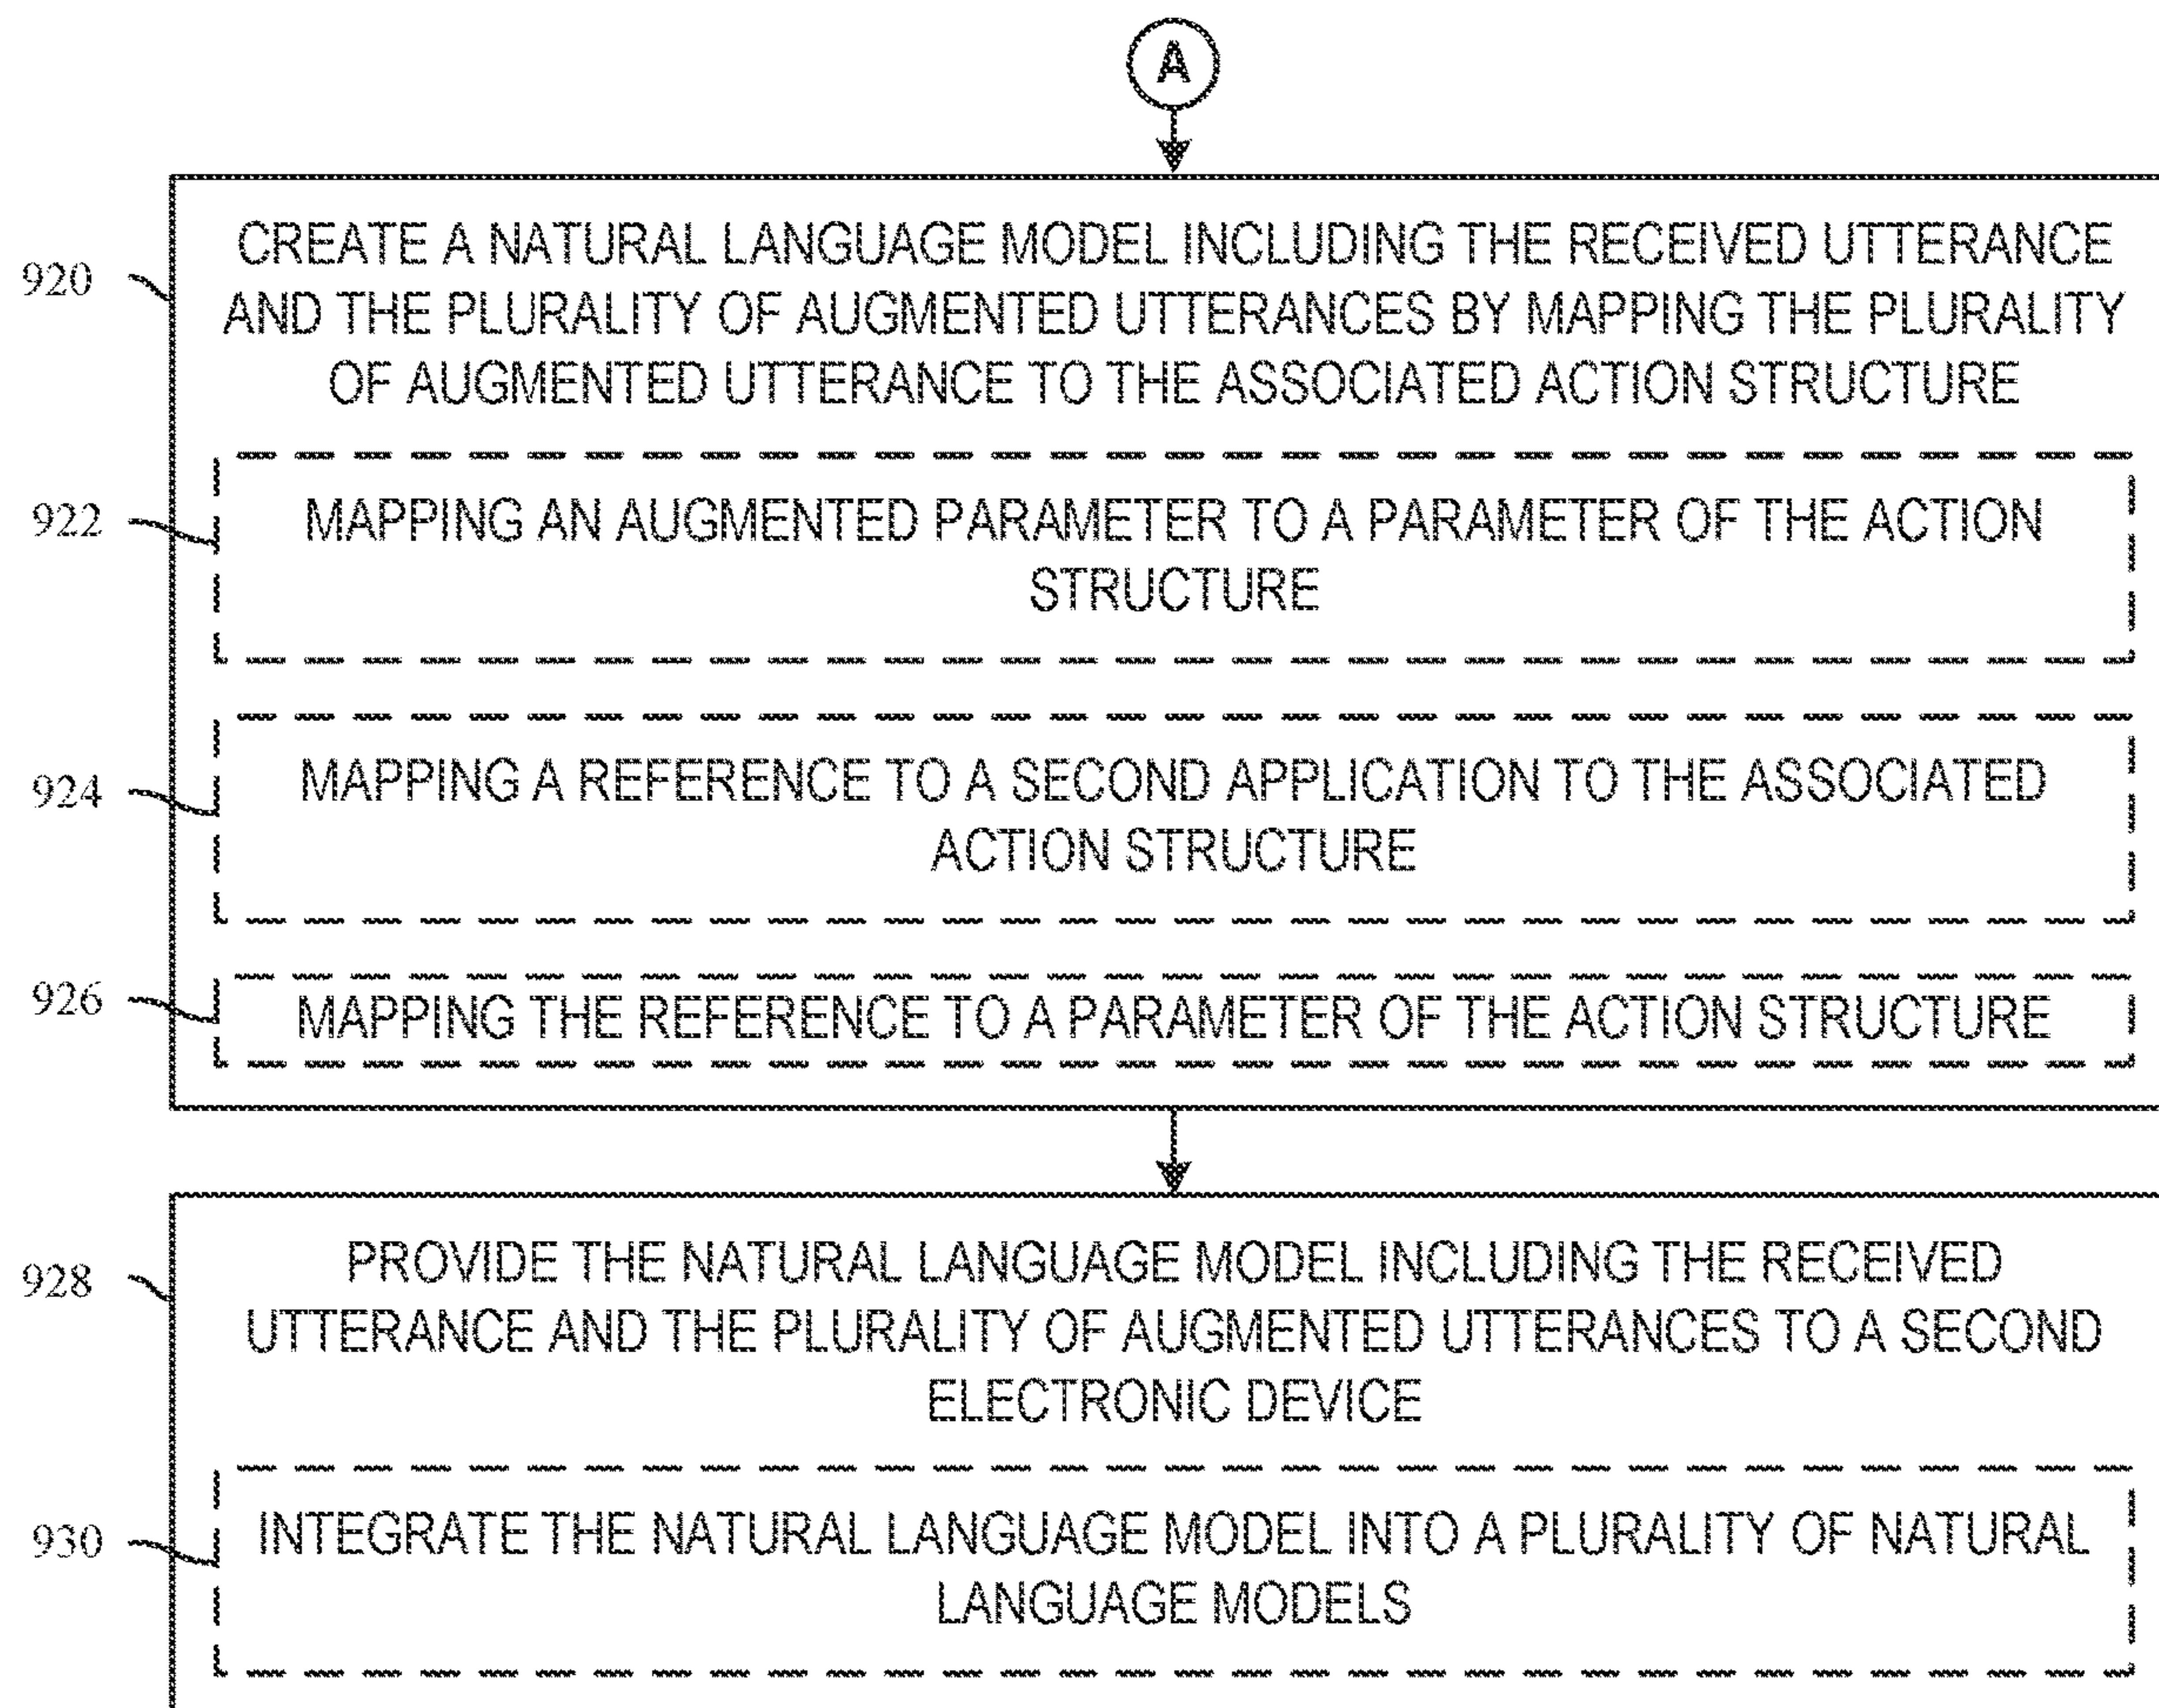 A
920
CREATE A NATURAL LANGUAGE MODEL INCLUDING THE RECEIVED UTTERANCE
AND THE PLURALITY OF AUGMENTED UTTERANCES BY MAPPING THE PLURALITY
OF AUGMENTED UTTERANCE TO THE ASSOCIATED ACTION STRUCTURE
922
MAPPING AN AUGMENTED PARAMETER TO A PARAMETER OF THE ACTION
STRUCTURE
924
MAPPING A REFERENCE TO A SECOND APPLICATION TO THE ASSOCIATED
ACTION STRUCTURE
926
MAPPING THE REFERENCE TO A PARAMETER OF THE ACTION STRUCTURE
928
PROVIDE THE NATURAL LANGUAGE MODEL INCLUDING THE RECEIVED
UTTERANCE AND THE PLURALITY OF AUGMENTED UTTERANCES TO A SECOND
ELECTRONIC DEVICE
930
INTEGRATE THE NATURAL LANGUAGE MODEL INTO A PLURALITY OF NATURAL
LANGUAGE MODELS